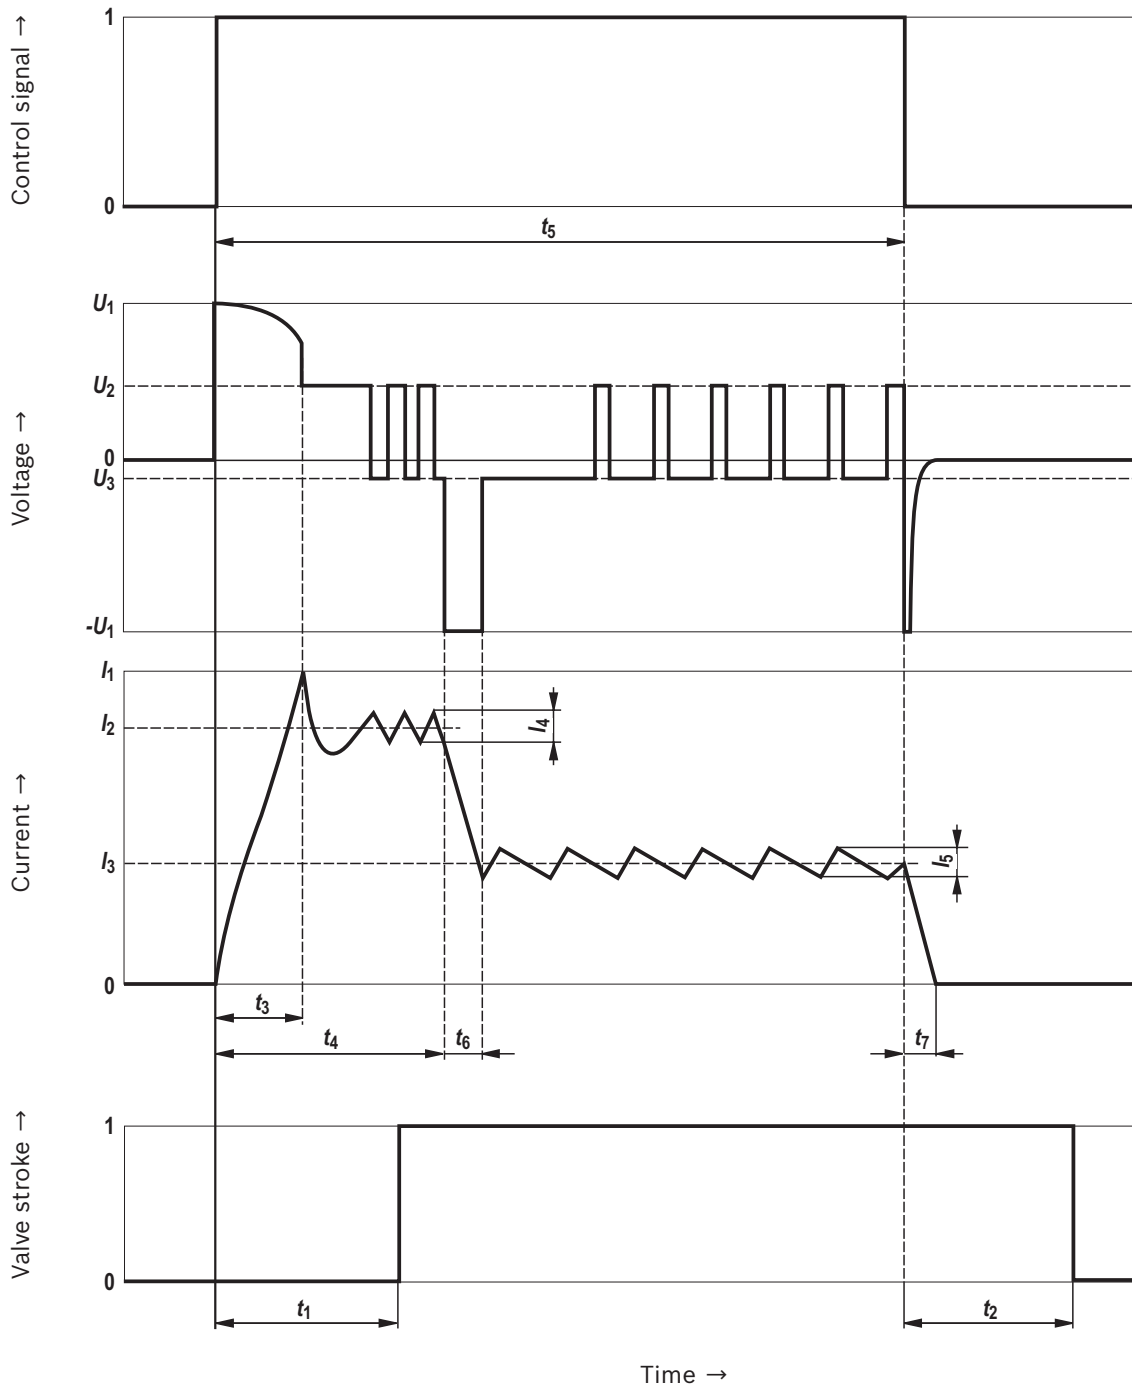 Control signal →
1
0
t5
Voltage →
U1
U2
0
U3
-U1
Current →
I1
I2
I4
I3
I5
0
t3
t4
t6
t7
Valve stroke →
1
0
t1
t2
Time →